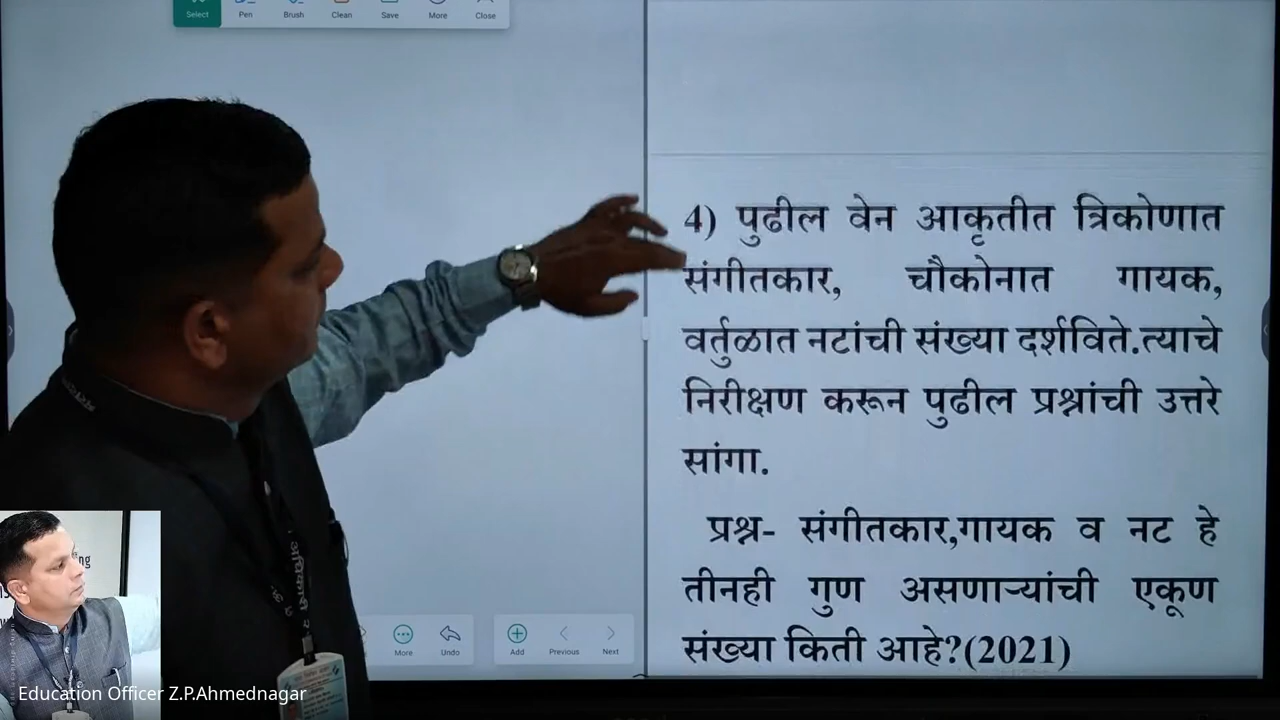 Select Pen Brush Clean Save More Close
4) पुढील वेन आकृतीत त्रिकोणात
संगीतकार, चौकोनात गायक,
वर्तुळात नटांची संख्या दर्शविते.त्याचे
निरीक्षण करून पुढील प्रश्नांची उत्तरे
सांगा.
प्रश्न- संगीतकार,गायक व नट हे
तीनही गुण असणाऱ्यांची एकूण
संख्या किती आहे?(2021)
More Undo Add Previous Next
Education Officer Z.P.Ahmednagar